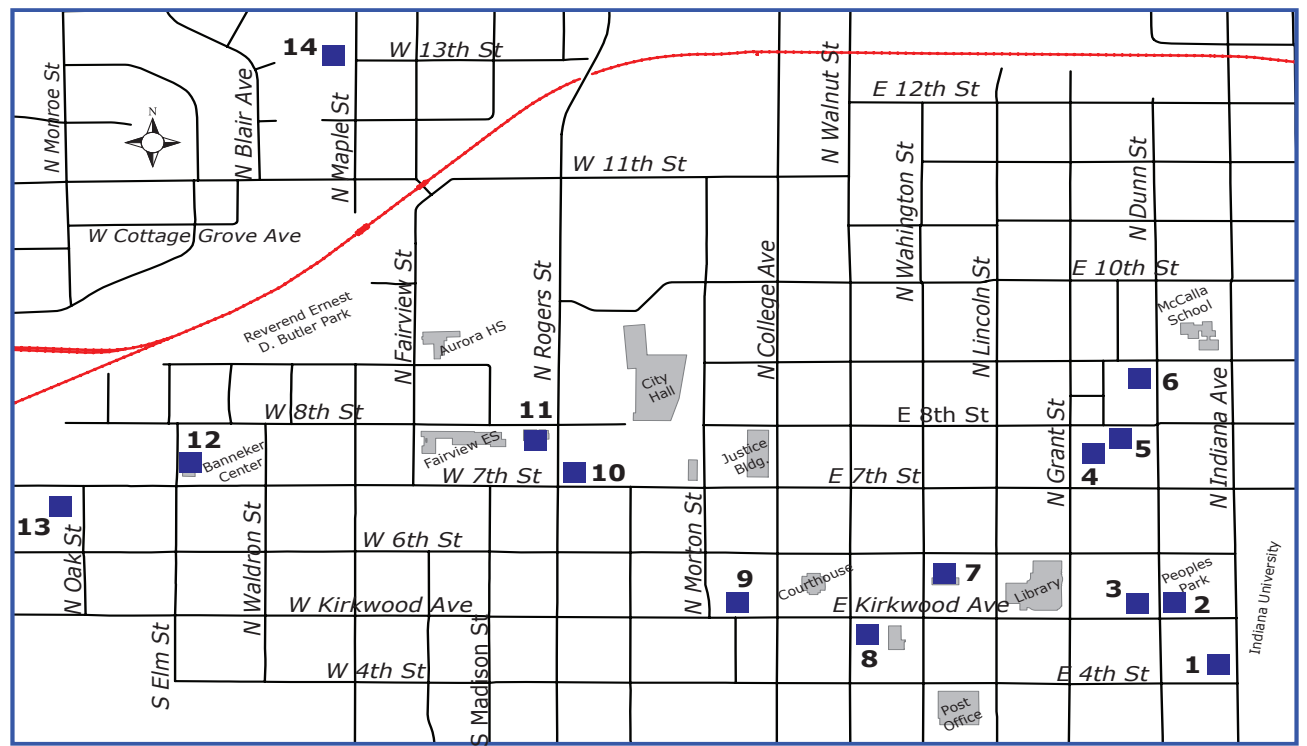 14
W 13th St
N Monroe St
N Blair Ave
N Maple St
N
N Walnut St
E 12th St
W 11th St
N Wahington St
N Dunn St
W Cottage Grove Ave
Reverend Ernest
D. Butler Park
N Fairview St
Aurora HS
N Rogers St
City
Hall
N College Ave
N Lincoln St
E 10th St
McCalla
School
6
W 8th St
11
E 8th St
N Grant St
N Indiana Ave
12
Banneker
Center
Fairview ES
W 7th St
10
Justice
Bldg.
E 7th St
5
4
13
N Oak St
N Waldron St
W 6th St
N Morton St
9
Courthouse
7
Library
Peoples
Park
3
2
Indiana University
W Kirkwood Ave
E Kirkwood Ave
S Elm St
W 4th St
S Madison St
8
E 4th St
1
Post
Office